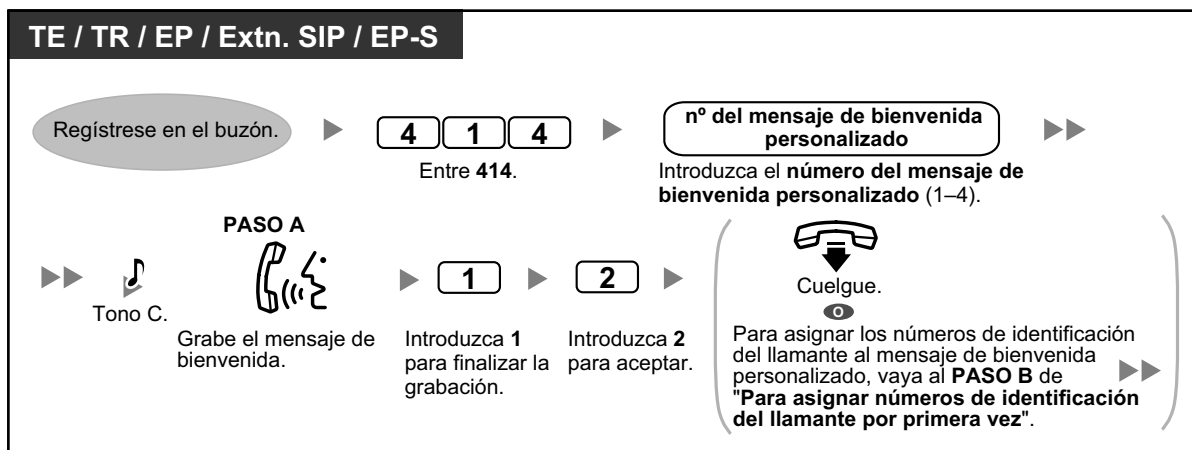 TE / TR / EP / Extn. SIP / EP-S
Regístrese en el buzón.
4 1 4
Entre 414.
nº del mensaje de bienvenida
personalizado
Introduzca el número del mensaje de
bienvenida personalizado (1–4).
Tono C.
PASO A
Grabe el mensaje de
bienvenida.
1
Introduzca 1
para finalizar la
grabación.
2
Introduzca 2
para aceptar.
Cuelgue.
O
Para asignar los números de identificación
del llamante al mensaje de bienvenida
personalizado, vaya al PASO B de
"Para asignar números de identificación
del llamante por primera vez".